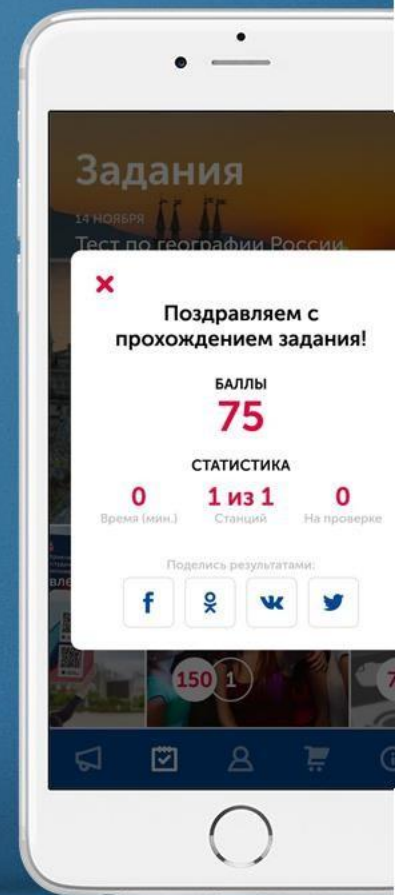 Задания
14 НОЯБРЯ
Тест по географии России
Поздравляем с
прохождением задания!
БАЛЛЫ
75
СТАТИСТИКА
0 1 из 1 0
Время (мин.) Станций На проверке
Поделись результатами:
150 1